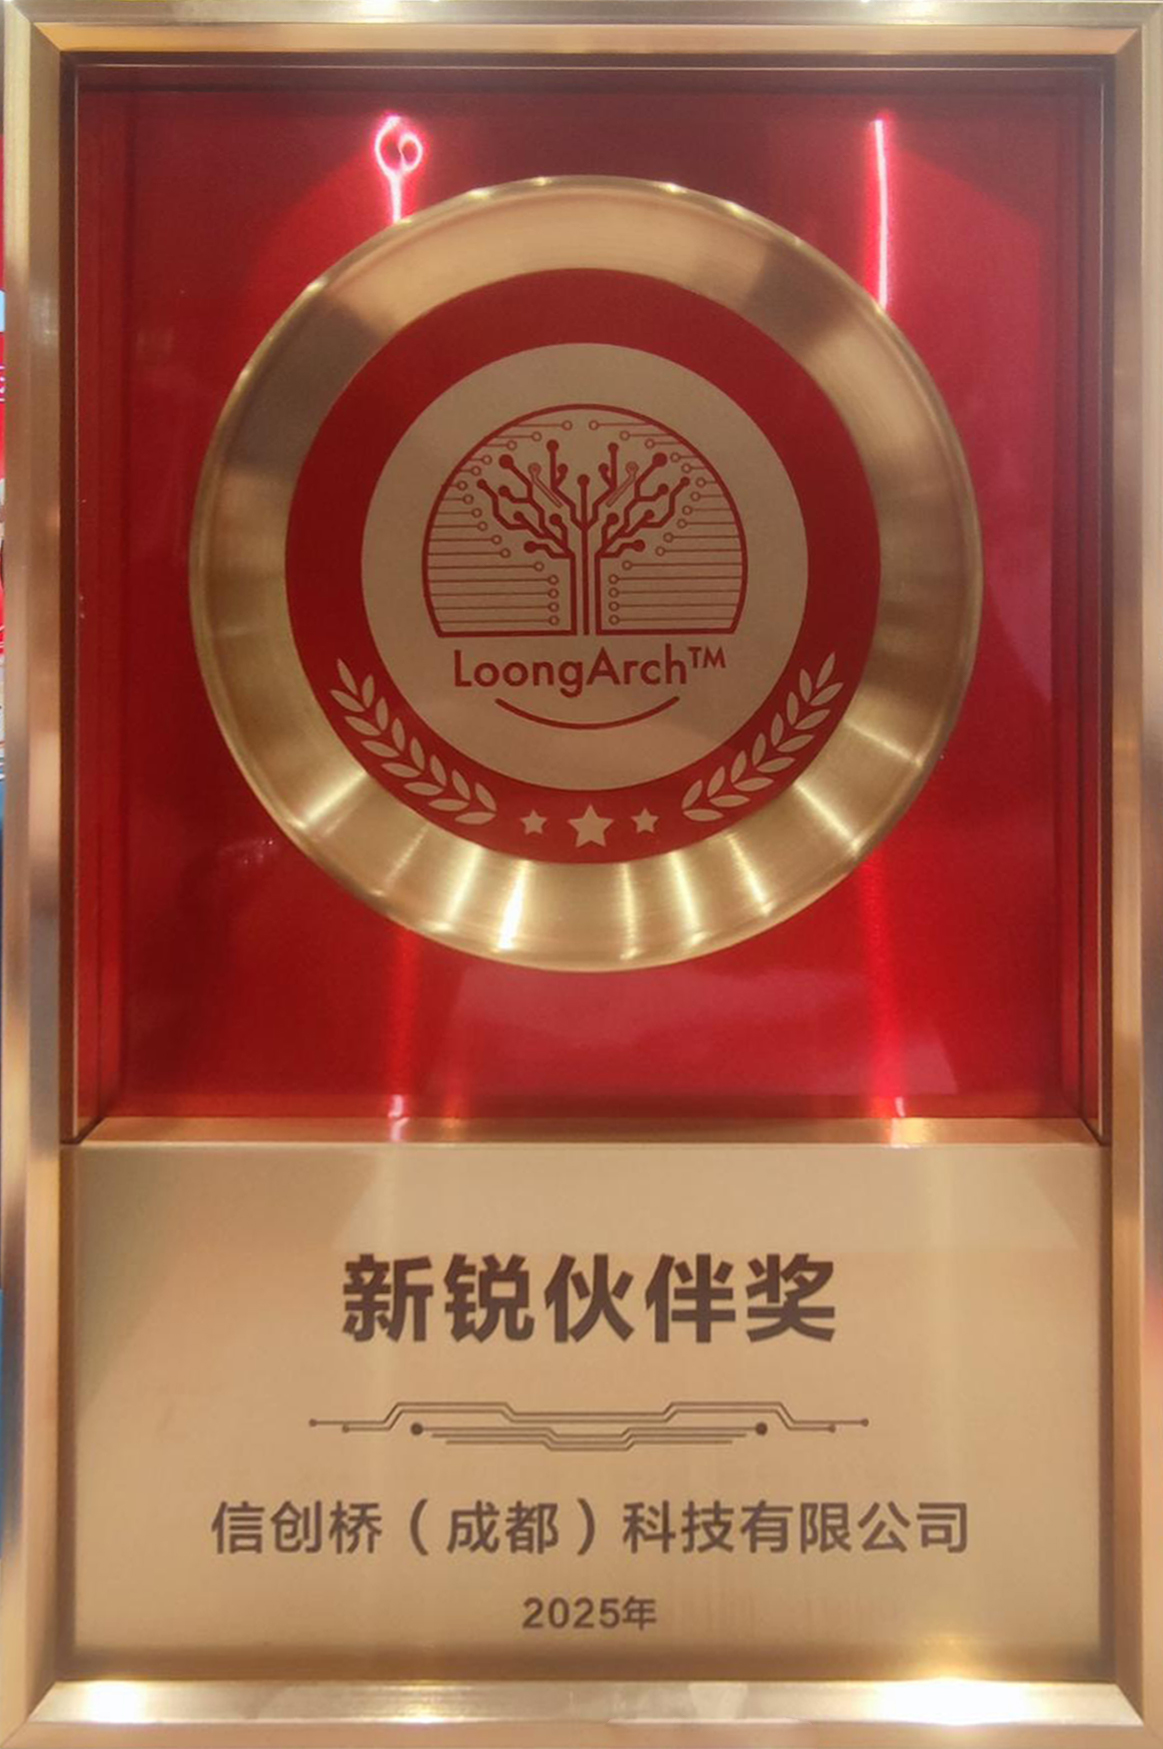 LoongArch™
新锐伙伴奖
信创桥（成都）科技有限公司
2025年